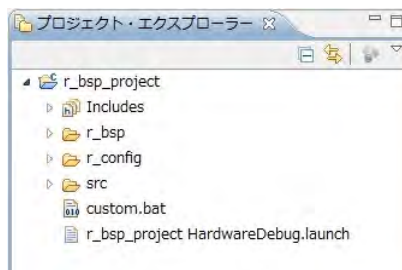 プロジェクト・エクスプローラー
r_bsp_project
Includes
r_bsp
r_config
src
custom.bat
r_bsp_project HardwareDebug.launch